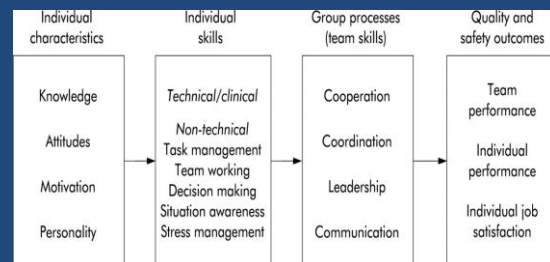 Individual
characteristics
Knowledge
Attitudes
Motivation
Personality
Individual
skills
Technical/clinical
Non-technical
Task management
Team working
Decision making
Situation awareness
Stress management
Group processes
(team skills)
Cooperation
Coordination
Leadership
Communication
Quality and
safety outcomes
Team
performance
Individual
performance
Individual job
satisfaction